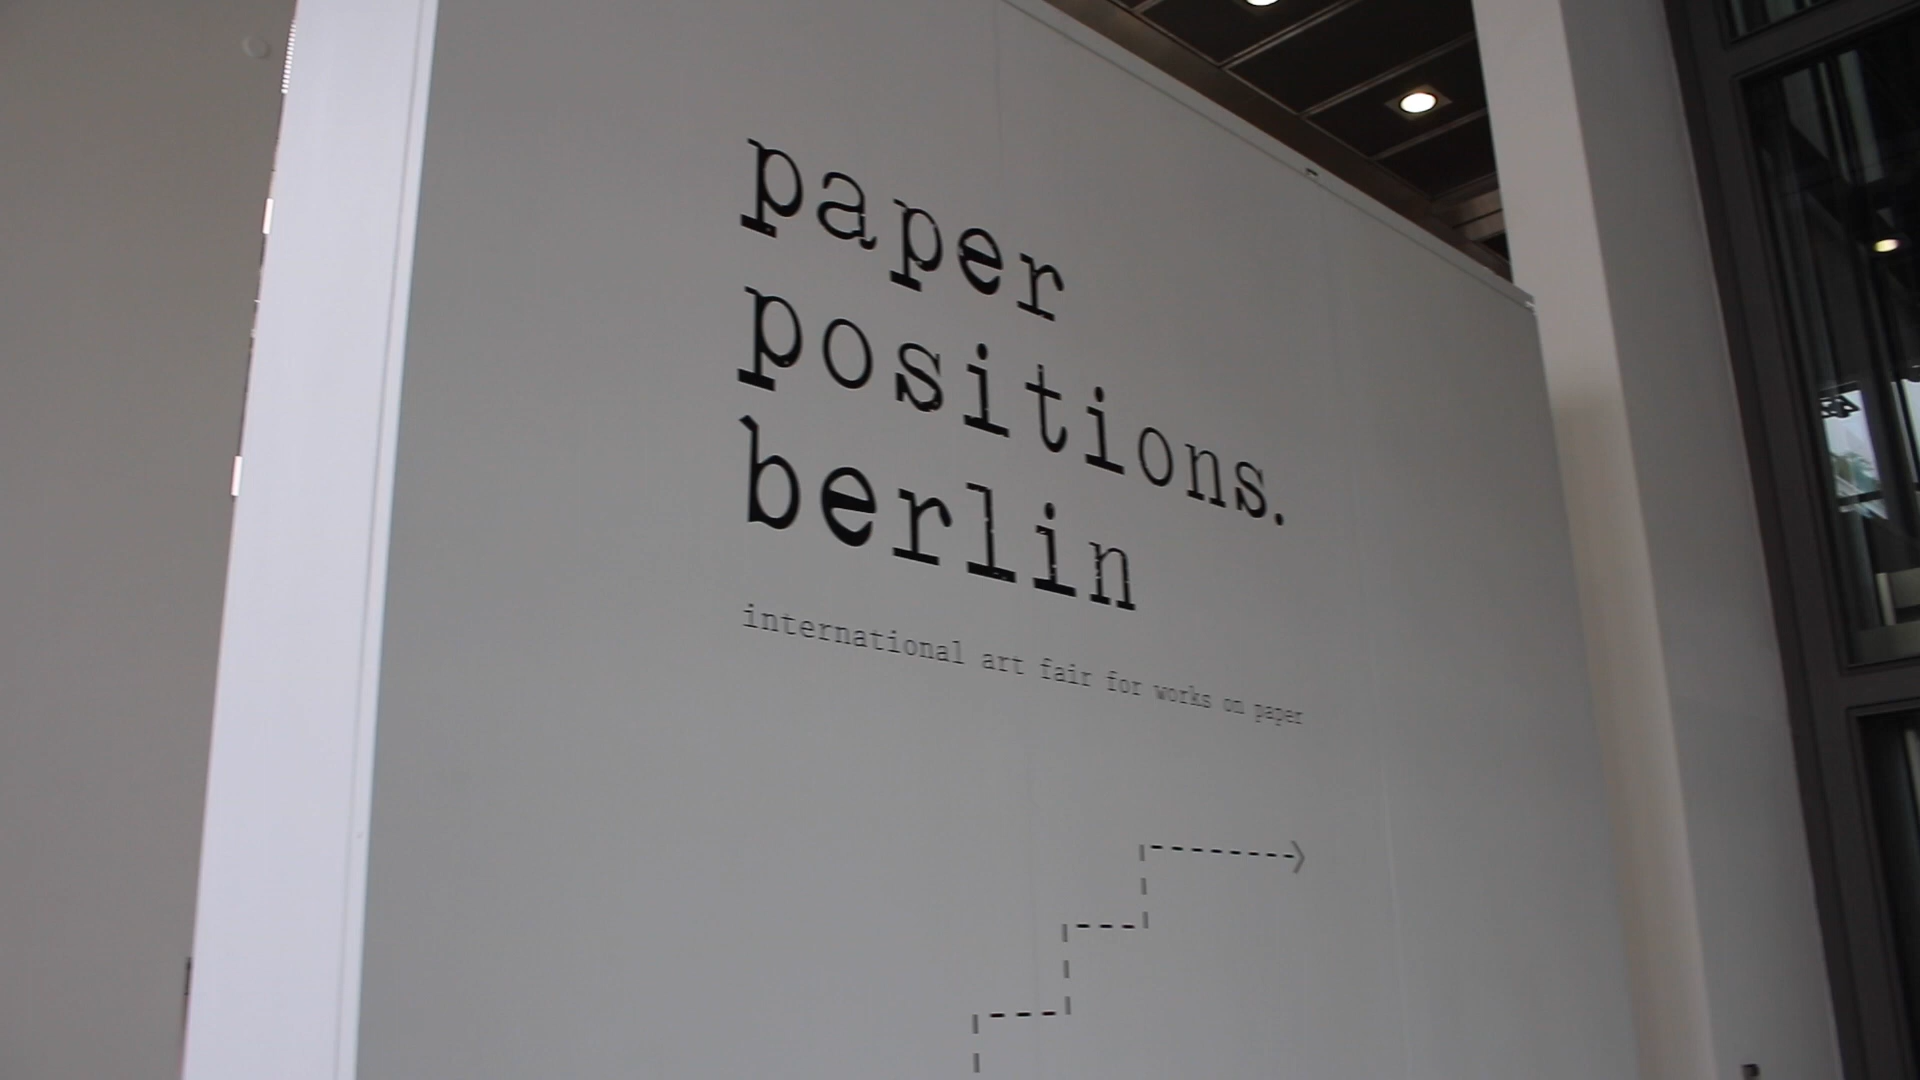 paper
positions.
berlin
international art fair for works on paper